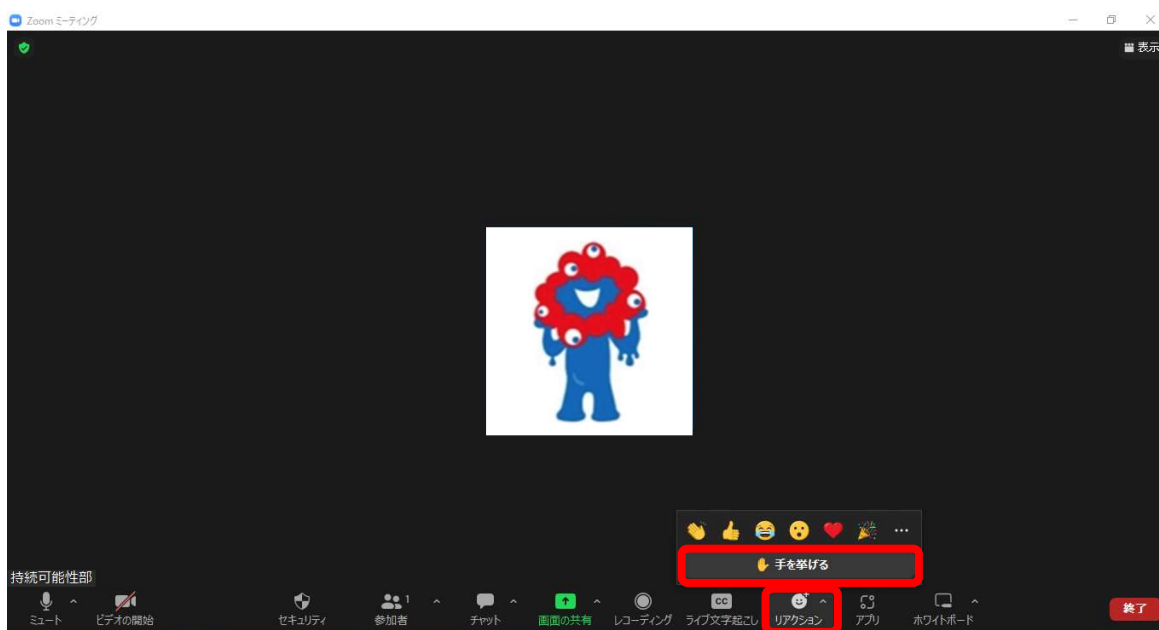 Zoom ミーティング
表示
手を挙げる
持続可能性部
1
CC
ミュート ビデオの開始 セキュリティ 参加者 チャット 画面の共有 レコーディング ライブ文字起こし リアクション アプリ ホワイトボード 終了